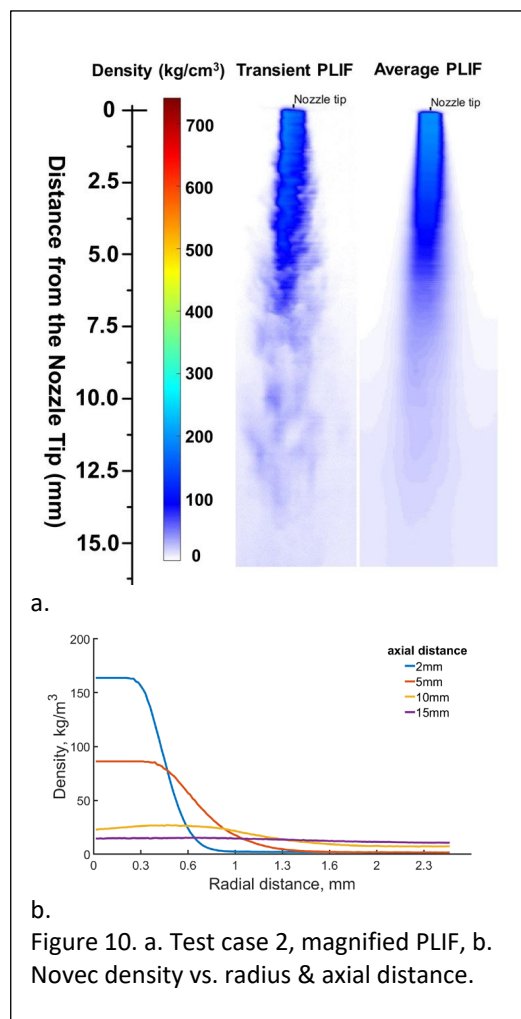 Density (kg/cm³) Transient PLIF Average PLIF
Nozzle tip Nozzle tip
Distance from the Nozzle Tip (mm)
0
2.5
5.0
7.5
10.0
12.5
15.0
700
600
500
400
300
200
100
0
a.
200
150
100
50
0
Density, kg/m³
axial distance
2mm
5mm
10mm
15mm
0 0.3 0.6 1 1.3 1.6 2 2.3
Radial distance, mm
b.
Figure 10. a. Test case 2, magnified PLIF, b.
Novec density vs. radius & axial distance.